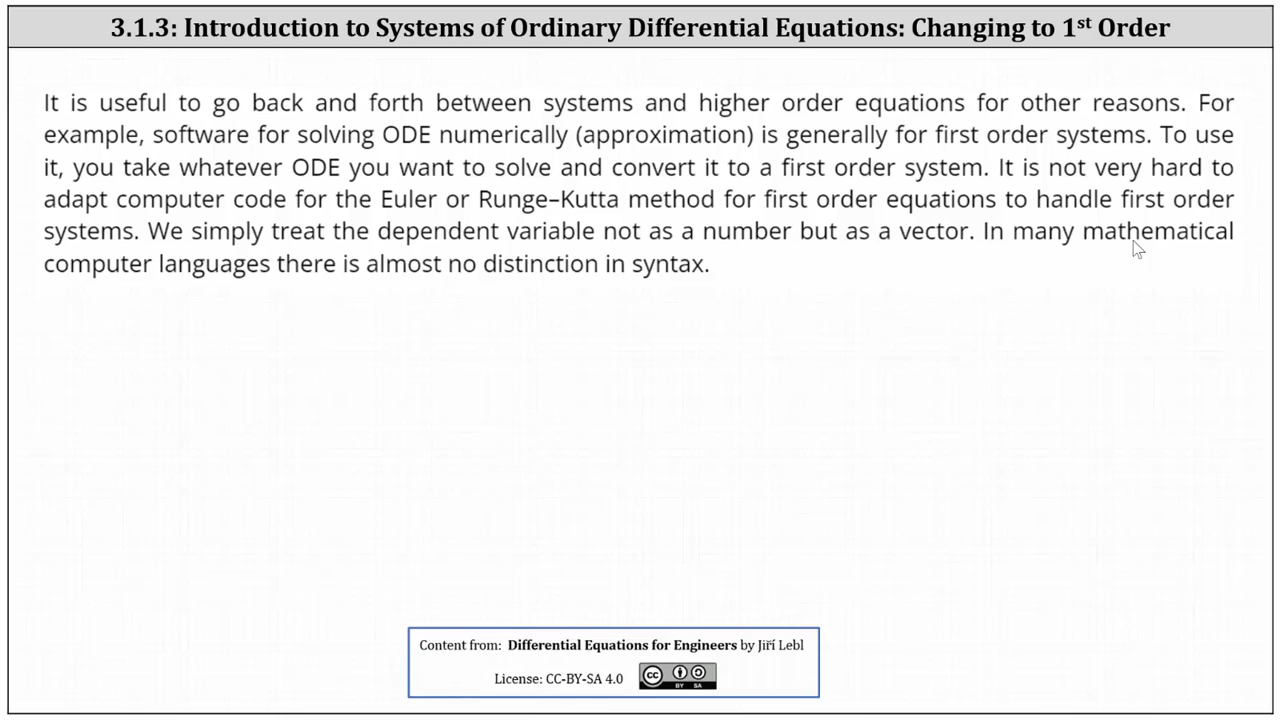 3.1.3: Introduction to Systems of Ordinary Differential Equations: Changing to 1st Order
It is useful to go back and forth between systems and higher order equations for other reasons. For
example, software for solving ODE numerically (approximation) is generally for first order systems. To use
it, you take whatever ODE you want to solve and convert it to a first order system. It is not very hard to
adapt computer code for the Euler or Runge–Kutta method for first order equations to handle first order
systems. We simply treat the dependent variable not as a number but as a vector. In many mathematical
computer languages there is almost no distinction in syntax.
Content from: Differential Equations for Engineers by Jiří Lebl
License: CC-BY-SA 4.0
cc BY SA